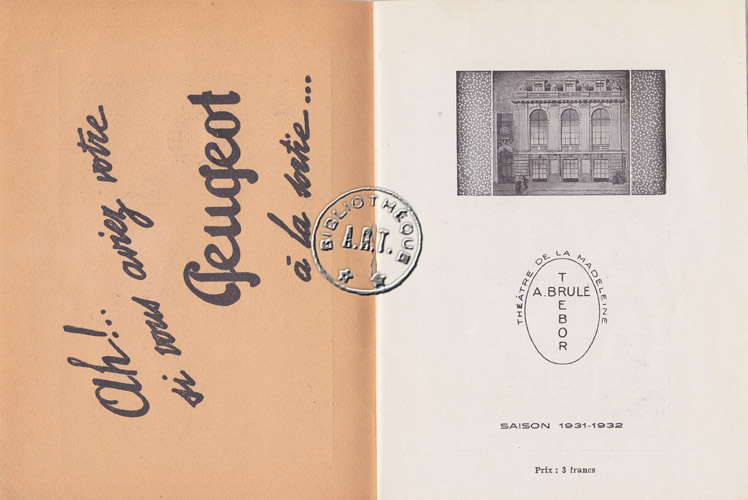 Ah!..
si vous aviez votre
Peugeot
à la sortie...
BIBLIOTHÈQUE
A.R.T.
THÉÂTRE DE LA MADELEINE
T
A. BRULÉ
E
B
O
R
SAISON 1931-1932
Prix : 3 francs